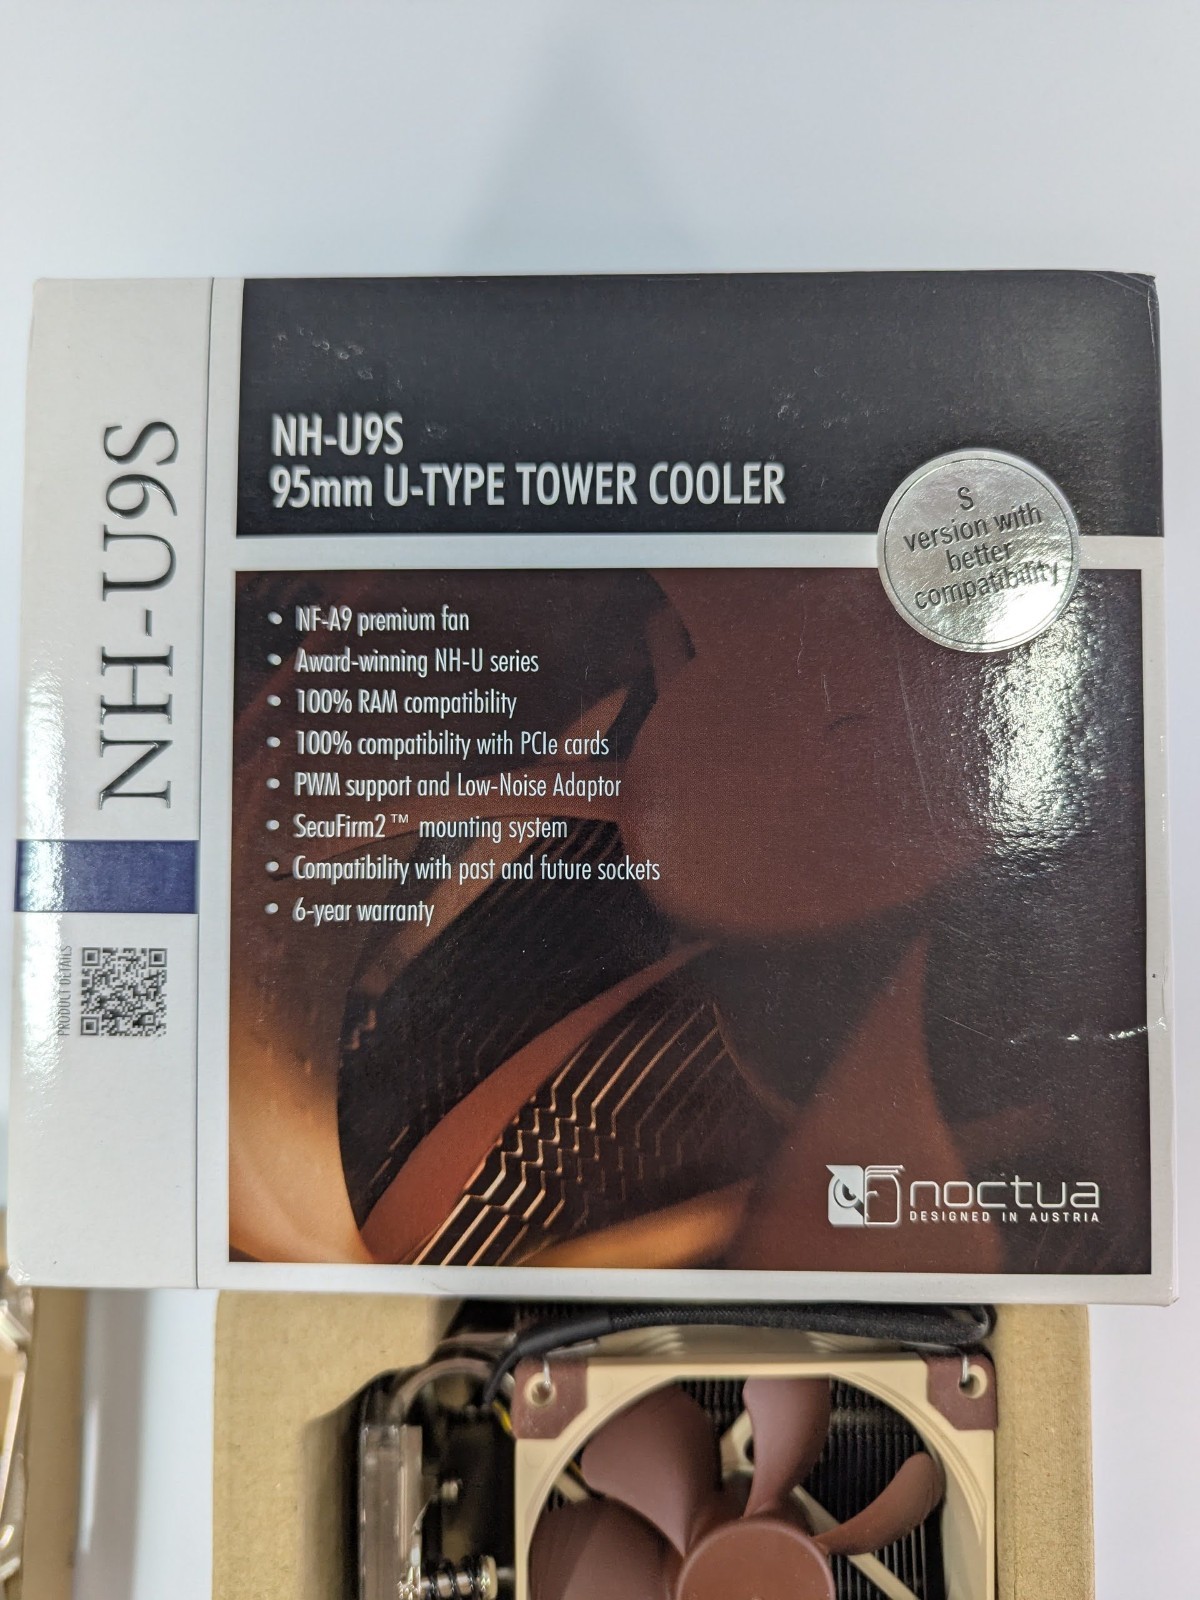 NH-U9S
PRODUCT DETAILS
NH-U9S
95mm U-TYPE TOWER COOLER
S
version with
better
compatibility
• NF-A9 premium fan
• Award-winning NH-U series
• 100% RAM compatibility
• 100% compatibility with PCIe cards
• PWM support and Low-Noise Adaptor
• SecuFirm2™ mounting system
• Compatibility with past and future sockets
• 6-year warranty
noctua
DESIGNED IN AUSTRIA